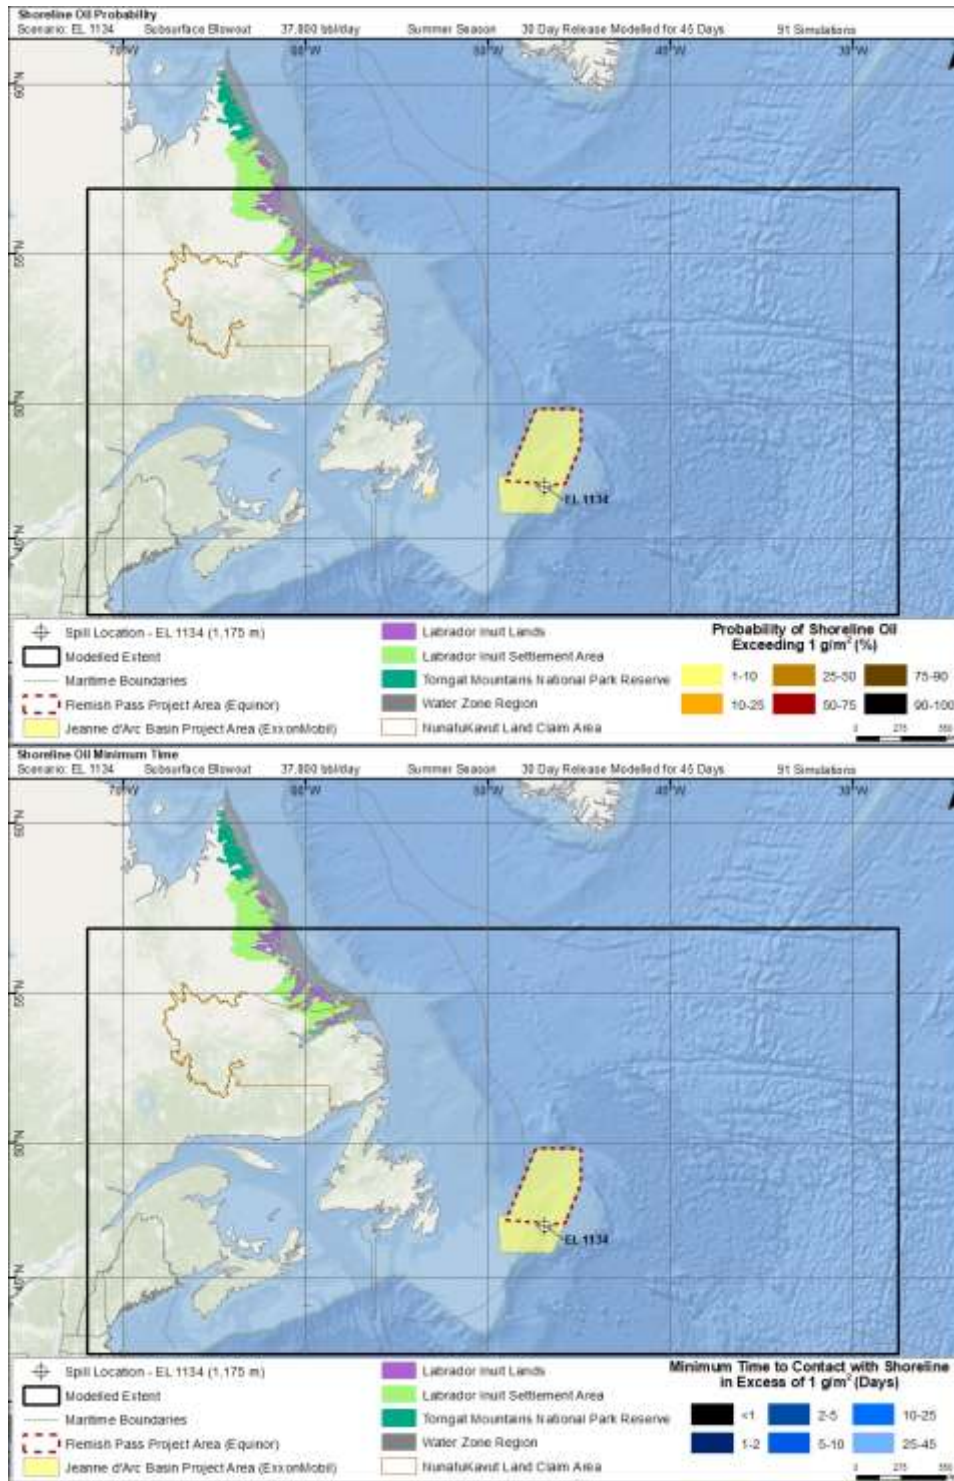 Shoreline Oil Probability
Scenario: EL 1134 Subsurface Blowout 37,800 bbl/day Summer Season 30 Day Release Modelled for 45 Days 91 Simulations
70°W 60°W 50°W 40°W 30°W
60°N
55°N
50°N
45°N
EL 1134
Spill Location - EL 1134 (1,175 m)
Modelled Extent
Maritime Boundaries
Flemish Pass Project Area (Equinor)
Jeanne d'Arc Basin Project Area (ExxonMobil)
Labrador Inuit Lands
Labrador Inuit Settlement Area
Torngat Mountains National Park Reserve
Water Zone Region
NunatuKavut Land Claim Area
Probability of Shoreline Oil
Exceeding 1 g/m² (%)
1-10 25-50 75-90
10-25 50-75 90-100
0 275 550
Shoreline Oil Minimum Time
Scenario: EL 1134 Subsurface Blowout 37,800 bbl/day Summer Season 30 Day Release Modelled for 45 Days 91 Simulations
70°W 60°W 50°W 40°W 30°W
60°N
55°N
50°N
45°N
EL 1134
Spill Location - EL 1134 (1,175 m)
Modelled Extent
Maritime Boundaries
Flemish Pass Project Area (Equinor)
Jeanne d'Arc Basin Project Area (ExxonMobil)
Labrador Inuit Lands
Labrador Inuit Settlement Area
Torngat Mountains National Park Reserve
Water Zone Region
NunatuKavut Land Claim Area
Minimum Time to Contact with Shoreline
in Excess of 1 g/m² (Days)
<1 2-5 10-25
1-2 5-10 25-45
0 275 550